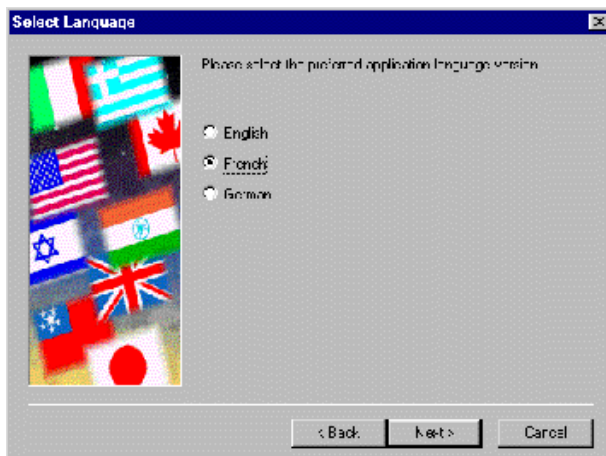 Select Language
Please select the preferred application language version
English
French
German
< Back
Next >
Cancel